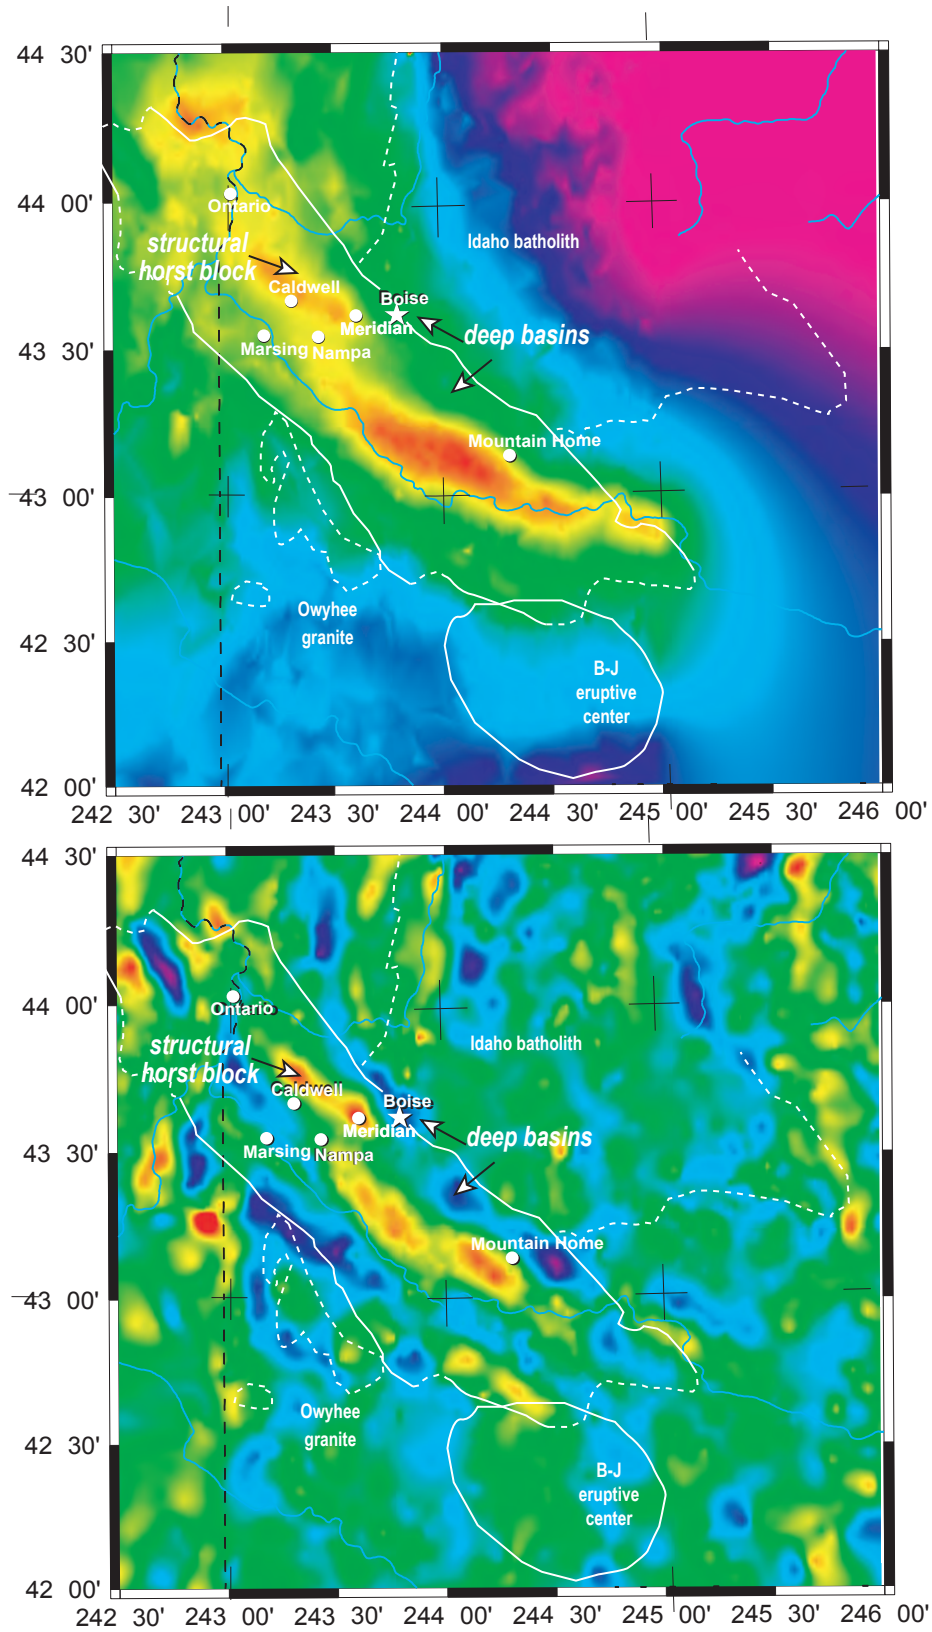 44 30'
44 00'
Ontario
Idaho batholith
structural
horst block
Caldwell
Boise
Meridian
deep basins
Marsing
Nampa
43 30'
Mountain Home
43 00'
Owyhee
granite
42 30'
B-J
eruptive
center
42 00'
242 30' 243 00' 243 30' 244 00' 244 30' 245 00' 245 30' 246 00'
44 30'
44 00'
Ontario
structural
horst block
Idaho batholith
Caldwell
Boise
Meridian
deep basins
Marsing
Nampa
43 30'
Mountain Home
43 00'
Owyhee
granite
42 30'
B-J
eruptive
center
42 00'
242 30' 243 00' 243 30' 244 00' 244 30' 245 00' 245 30' 246 00'